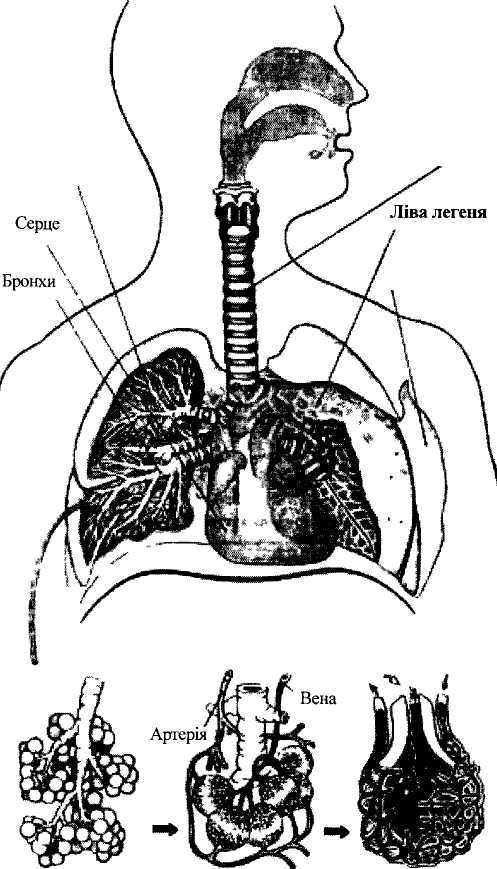 Серце
Ліва легеня
Бронхи
Вена
Артерія